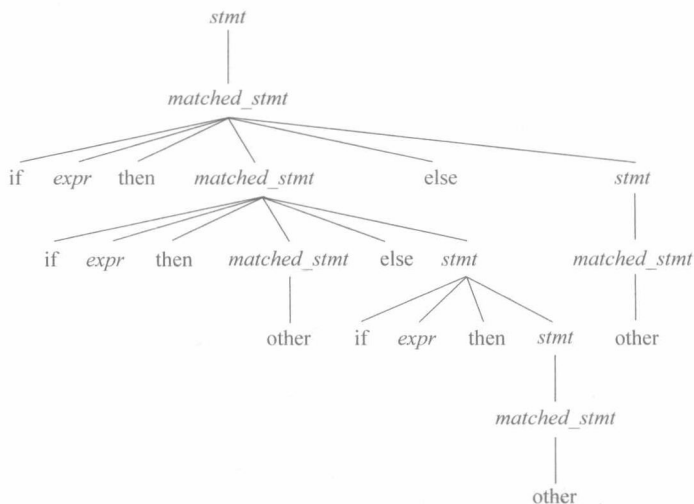 stmt
matched_stmt
if expr then matched_stmt else stmt
if expr then matched_stmt else stmt matched_stmt
other if expr then stmt other
matched_stmt
other